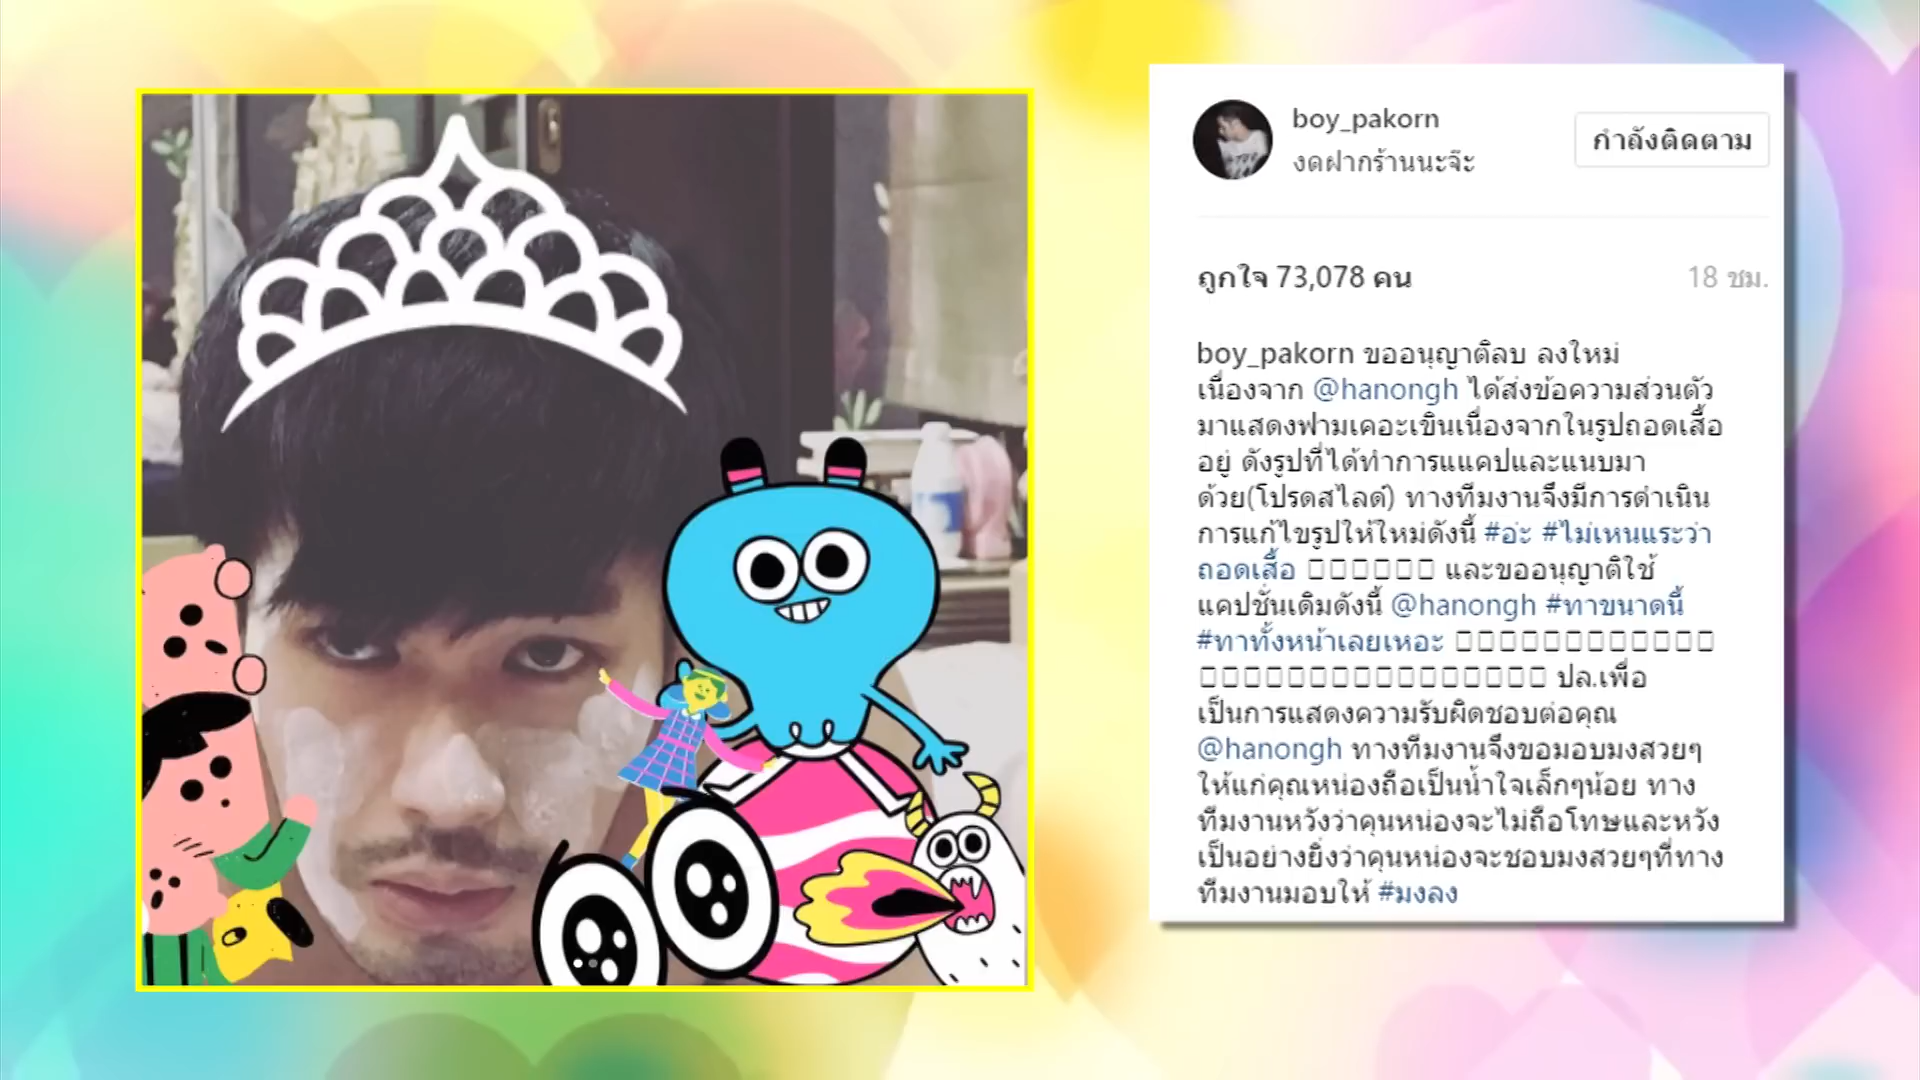 boy_pakorn
งดฝากร้านนะจ๊ะ
กำลังติดตาม
ถูกใจ 73,078 คน
18 ชม.
boy_pakorn ขออนุญาติลบ ลงใหม่
เนื่องจาก @hanongh ได้ส่งข้อความส่วนตัว
มาแสดงฟามเคอะเขินเนื่องจากในรูปถอดเสื้อ
อยู่ ดังรูปที่ได้ทำการแแคปและแนบมา
ด้วย(โปรดสไลด์) ทางทีมงานจึงมีการดำเนิน
การแก้ไขรูปให้ใหม่ดังนี้ #อ่ะ #ไม่เหนแระว่า
ถอดเสื้อ และขออนุญาติใช้
แคปชั่นเดิมดังนี้ @hanongh #ทาขนาดนี้
#ทาทั้งหน้าเลยเหอะ
ปล.เพื่อ
เป็นการแสดงความรับผิดชอบต่อคุณ
@hanongh ทางทีมงานจึงขอมอบมงสวยๆ
ให้แก่คุณหน่องถือเป็นน้ำใจเล็กๆน้อย ทาง
ทีมงานหวังว่าคุนหน่องจะไม่ถือโทษและหวัง
เป็นอย่างยิ่งว่าคุนหน่องจะชอบมงสวยๆที่ทาง
ทีมงานมอบให้ #มงลง